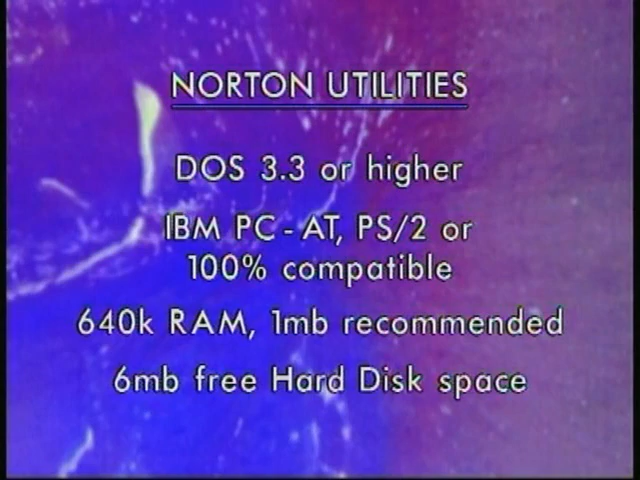 NORTON UTILITIES
DOS 3.3 or higher
IBM PC - AT, PS/2 or
100% compatible
640k RAM, 1mb recommended
6mb free Hard Disk space